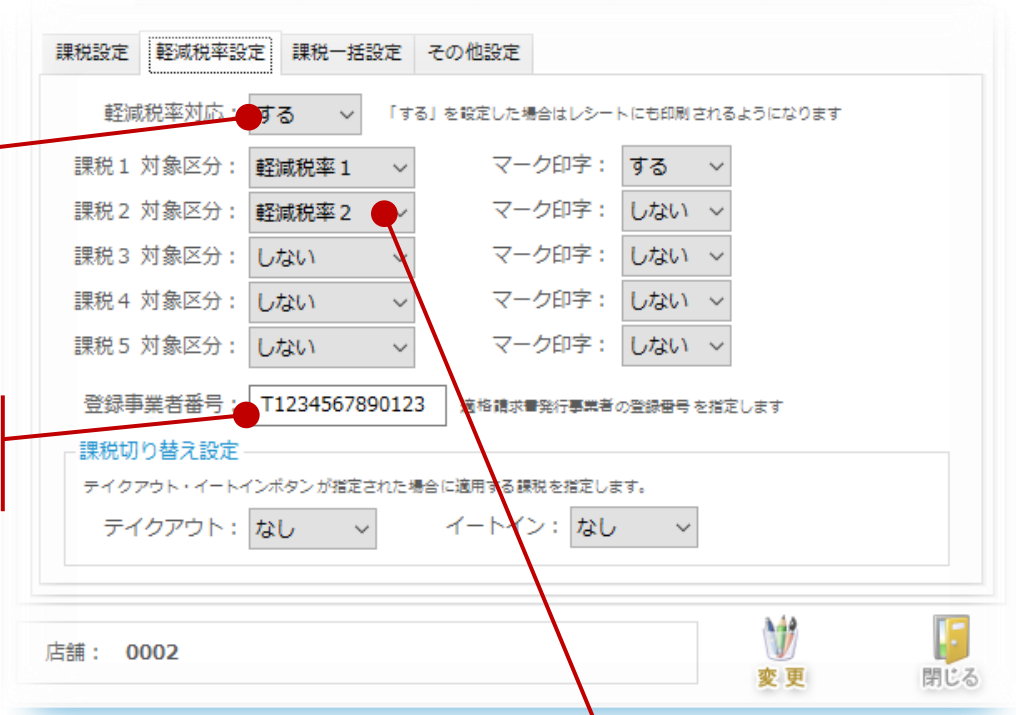 課税設定 軽減税率設定 課税一括設定 その他設定
軽減税率対応： する 「する」を設定した場合はレシートにも印刷されるようになります
課税１ 対象区分： 軽減税率１ マーク印字： する
課税２ 対象区分： 軽減税率２ マーク印字： しない
課税３ 対象区分： しない マーク印字： しない
課税４ 対象区分： しない マーク印字： しない
課税５ 対象区分： しない マーク印字： しない
登録事業者番号： T1234567890123 適格請求書発行事業者の登録番号を指定します
課税切り替え設定
テイクアウト・イートインボタンが指定された場合に適用する課税を指定します。
テイクアウト： なし イートイン： なし
店舗： 0002
変更 閉じる